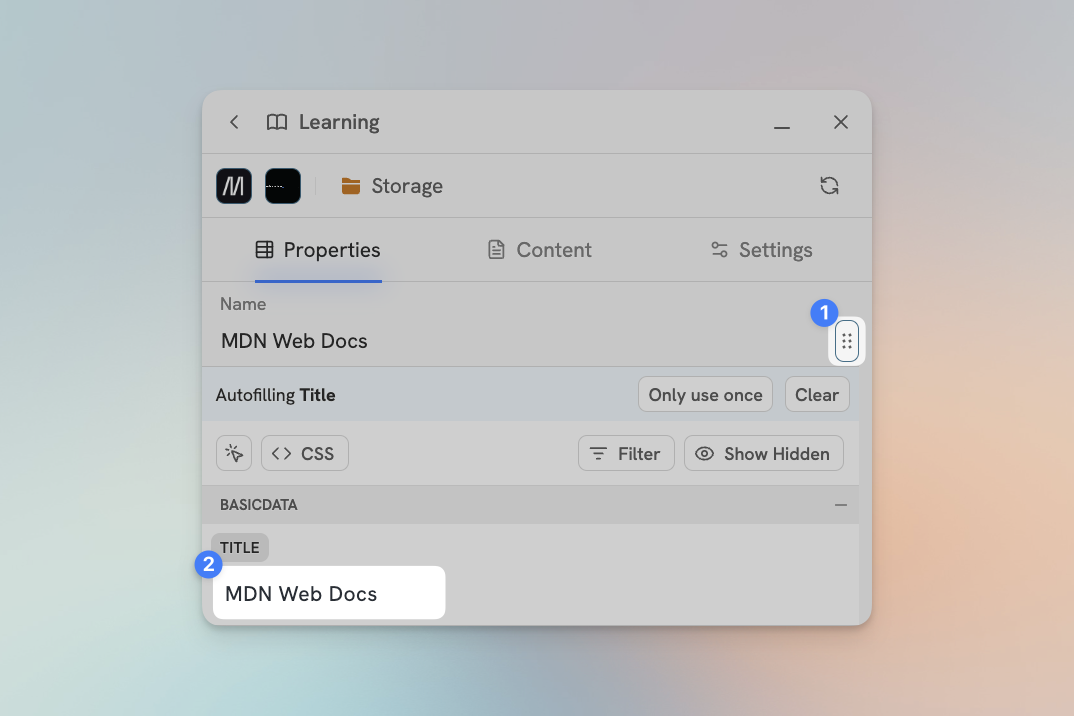 Learning
Storage
Properties
Content
Settings
Name
1
MDN Web Docs
Autofilling Title
Only use once
Clear
CSS
Filter
Show Hidden
BASICDATA
TITLE
2
MDN Web Docs